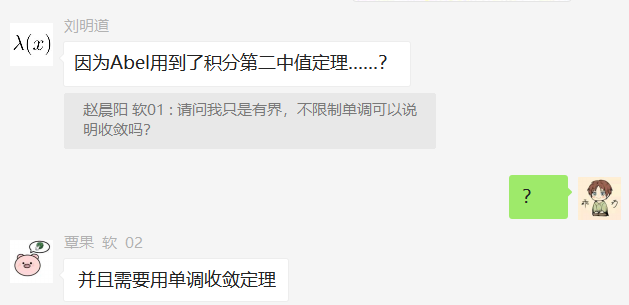 刘明道
λ(x)
因为Abel用到了积分第二中值定理......?
赵晨阳 软01 : 请问我只是有界，不限制单调可以说
明收敛吗?
?
覃果 软 02
并且需要用单调收敛定理